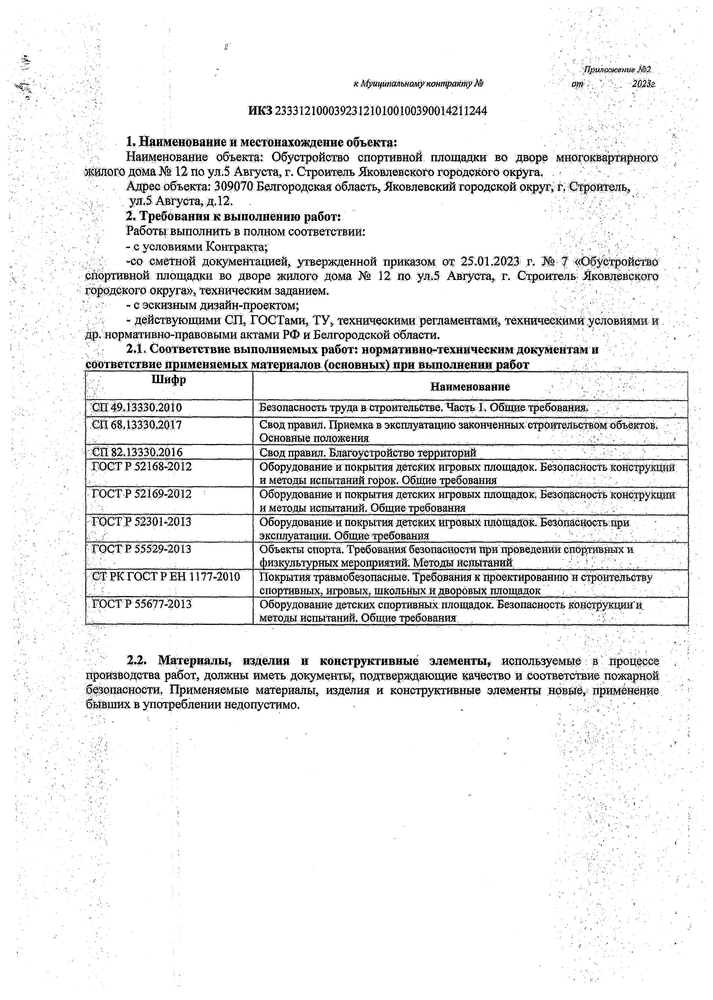 Приложение №2
к Муиципальному контракту № от 2023г.
ИКЗ 233312100039231210100100390014211244
1. Наименование и местонахождение объекта:
Наименование объекта: Обустройство спортивной площадки во дворе многоквартирного
жилого дома № 12 по ул.5 Августа, г. Строитель Яковлевского городского округа.
Адрес объекта: 309070 Белгородская область, Яковлевский городской округ, г. Строитель,
ул.5 Августа, д.12.
2. Требования к выполнению работ:
Работы выполнить в полном соответствии:
- с условиями Контракта;
-со сметной документацией, утвержденной приказом от 25.01.2023 г. № 7 «Обустройство
спортивной площадки во дворе жилого дома № 12 по ул.5 Августа, г. Строитель Яковлевского
городского округа», техническим заданием.
- с эскизным дизайн-проектом;
- действующими СП, ГОСТами, ТУ, техническими регламентами, техническими условиями и
др. нормативно-правовыми актами РФ и Белгородской области.
2.1. Соответствие выполняемых работ: нормативно-техническим документам и
соответствие применяемых материалов (основных) при выполнении работ
Шифр
Наименование
СП 49.13330.2010
Безопасность труда в строительстве. Часть 1. Общие требования.
СП 68.13330.2017
Свод правил. Приемка в эксплуатацию законченных строительством объектов.
Основные положения
СП 82.13330.2016
Свод правил. Благоустройство территорий
ГОСТ Р 52168-2012
Оборудование и покрытия детских игровых площадок. Безопасность конструкции
и методы испытаний горок. Общие требования
ГОСТ Р 52169-2012
Оборудование и покрытия детских игровых площадок. Безопасность конструкции
и методы испытаний. Общие требования
ГОСТ Р 52301-2013
Оборудование и покрытия детских игровых площадок. Безопасность при
эксплуатации. Общие требования
ГОСТ Р 55529-2013
Объекты спорта. Требования безопасности при проведении спортивных и
физкультурных мероприятий. Методы испытаний
СТ РК ГОСТ Р ЕН 1177-2010
Покрытия травмобезопасные. Требования к проектированию и строительству
спортивных, игровых, школьных и дворовых площадок
ГОСТ Р 55677-2013
Оборудование детских спортивных площадок. Безопасность конструкции и
методы испытаний. Общие требования
2.2. Материалы, изделия и конструктивные элементы, используемые в процессе
производства работ, должны иметь документы, подтверждающие качество и соответствие пожарной
безопасности. Применяемые материалы, изделия и конструктивные элементы новые, применение
бывших в употреблении недопустимо.